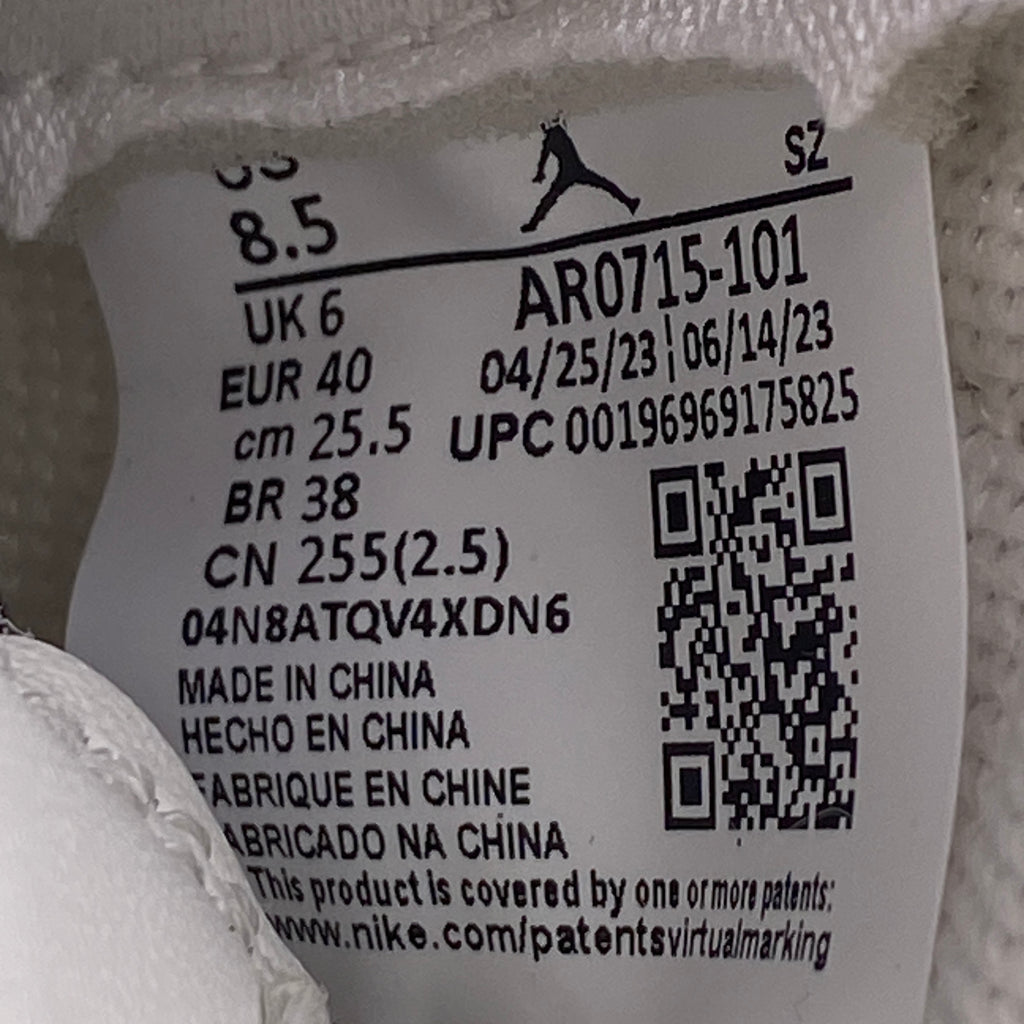 US
8.5
SZ
UK 6
AR0715-101
EUR 40
04/25/23|06/14/23
cm 25.5
UPC 00196969175825
BR 38
CN 255(2.5)
04N8ATQV4XDN6
MADE IN CHINA
HECHO EN CHINA
FABRIQUE EN CHINE
FABRICADO NA CHINA
This product is covered by one or more patents:
www.nike.com/patentsvirtualmarking